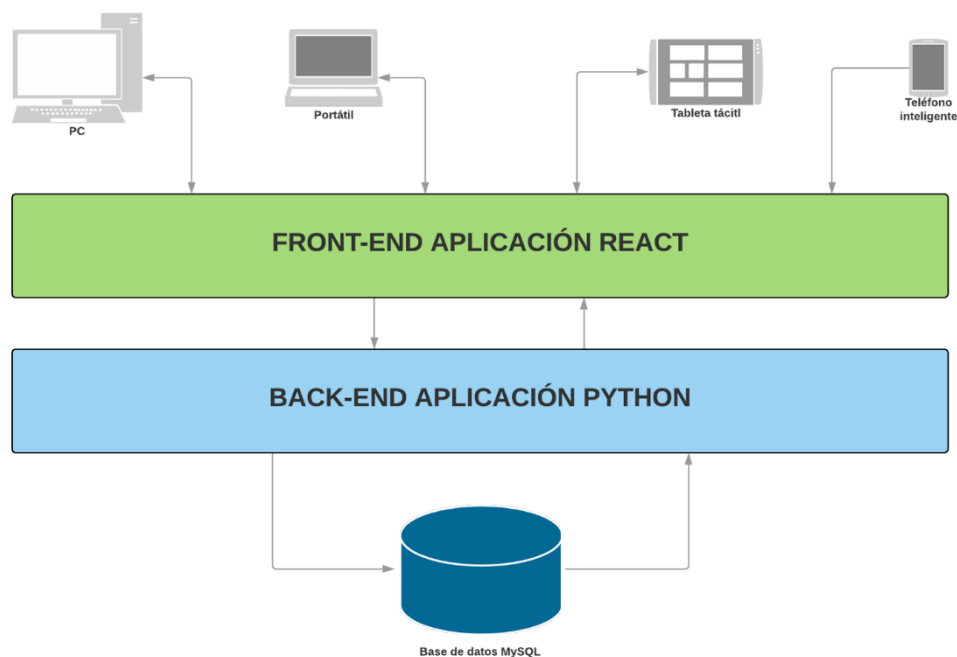 PC
Portátil
Tableta tácitl
Teléfono
inteligente
FRONT-END APLICACIÓN REACT
BACK-END APLICACIÓN PYTHON
Base de datos MySQL